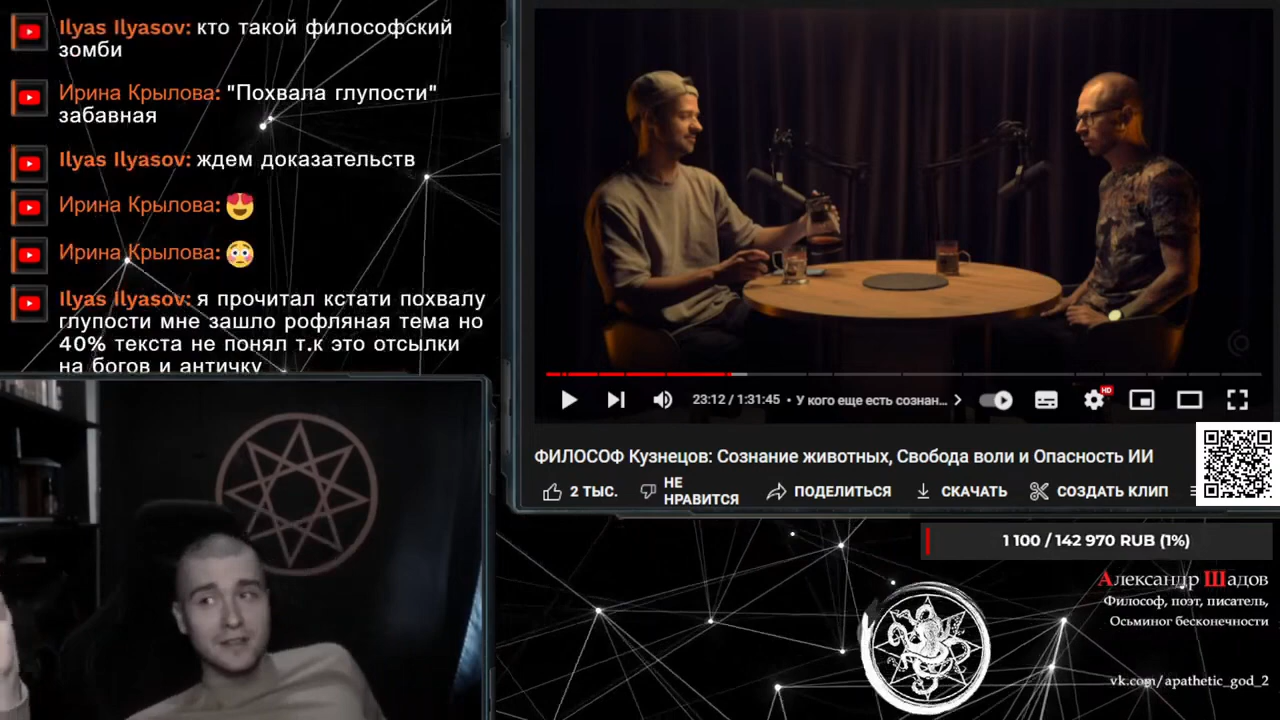 Ilyas Ilyasov: кто такой философский
зомби
Ирина Крылова: "Похвала глупости"
забавная
Ilyas Ilyasov: ждем доказательств
Ирина Крылова: 😍
Ирина Крылова: 😳
Ilyas Ilyasov: я прочитал кстати похвалу
глупости мне зашло рофляная тема но
40% текста не понял т.к это отсылки
на богов и античку
23:12 / 1:31:45 • У кого еще есть сознан...
HD
ФИЛОСОФ Кузнецов: Сознание животных, Свобода воли и Опасность ИИ
2 ТЫС.
НЕ
НРАВИТСЯ
ПОДЕЛИТЬСЯ
СКАЧАТЬ
СОЗДАТЬ КЛИП
1 100 / 142 970 RUB (1%)
Александр Шадов
Философ, поэт, писатель,
Осьминог бесконечности
vk.com/apathetic_god_2